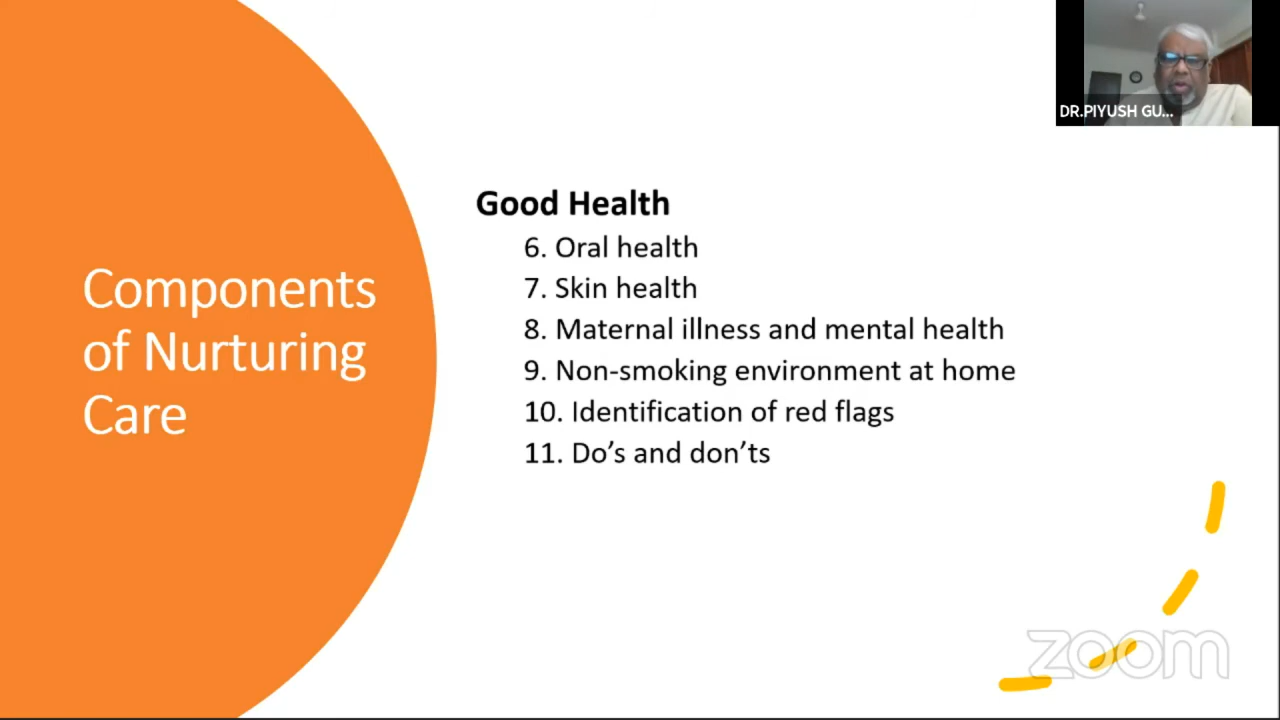 DR.PIYUSH GU...
Good Health
6. Oral health
7. Skin health
8. Maternal illness and mental health
9. Non-smoking environment at home
10. Identification of red flags
11. Do’s and don’ts
Components
of Nurturing
Care
zoom